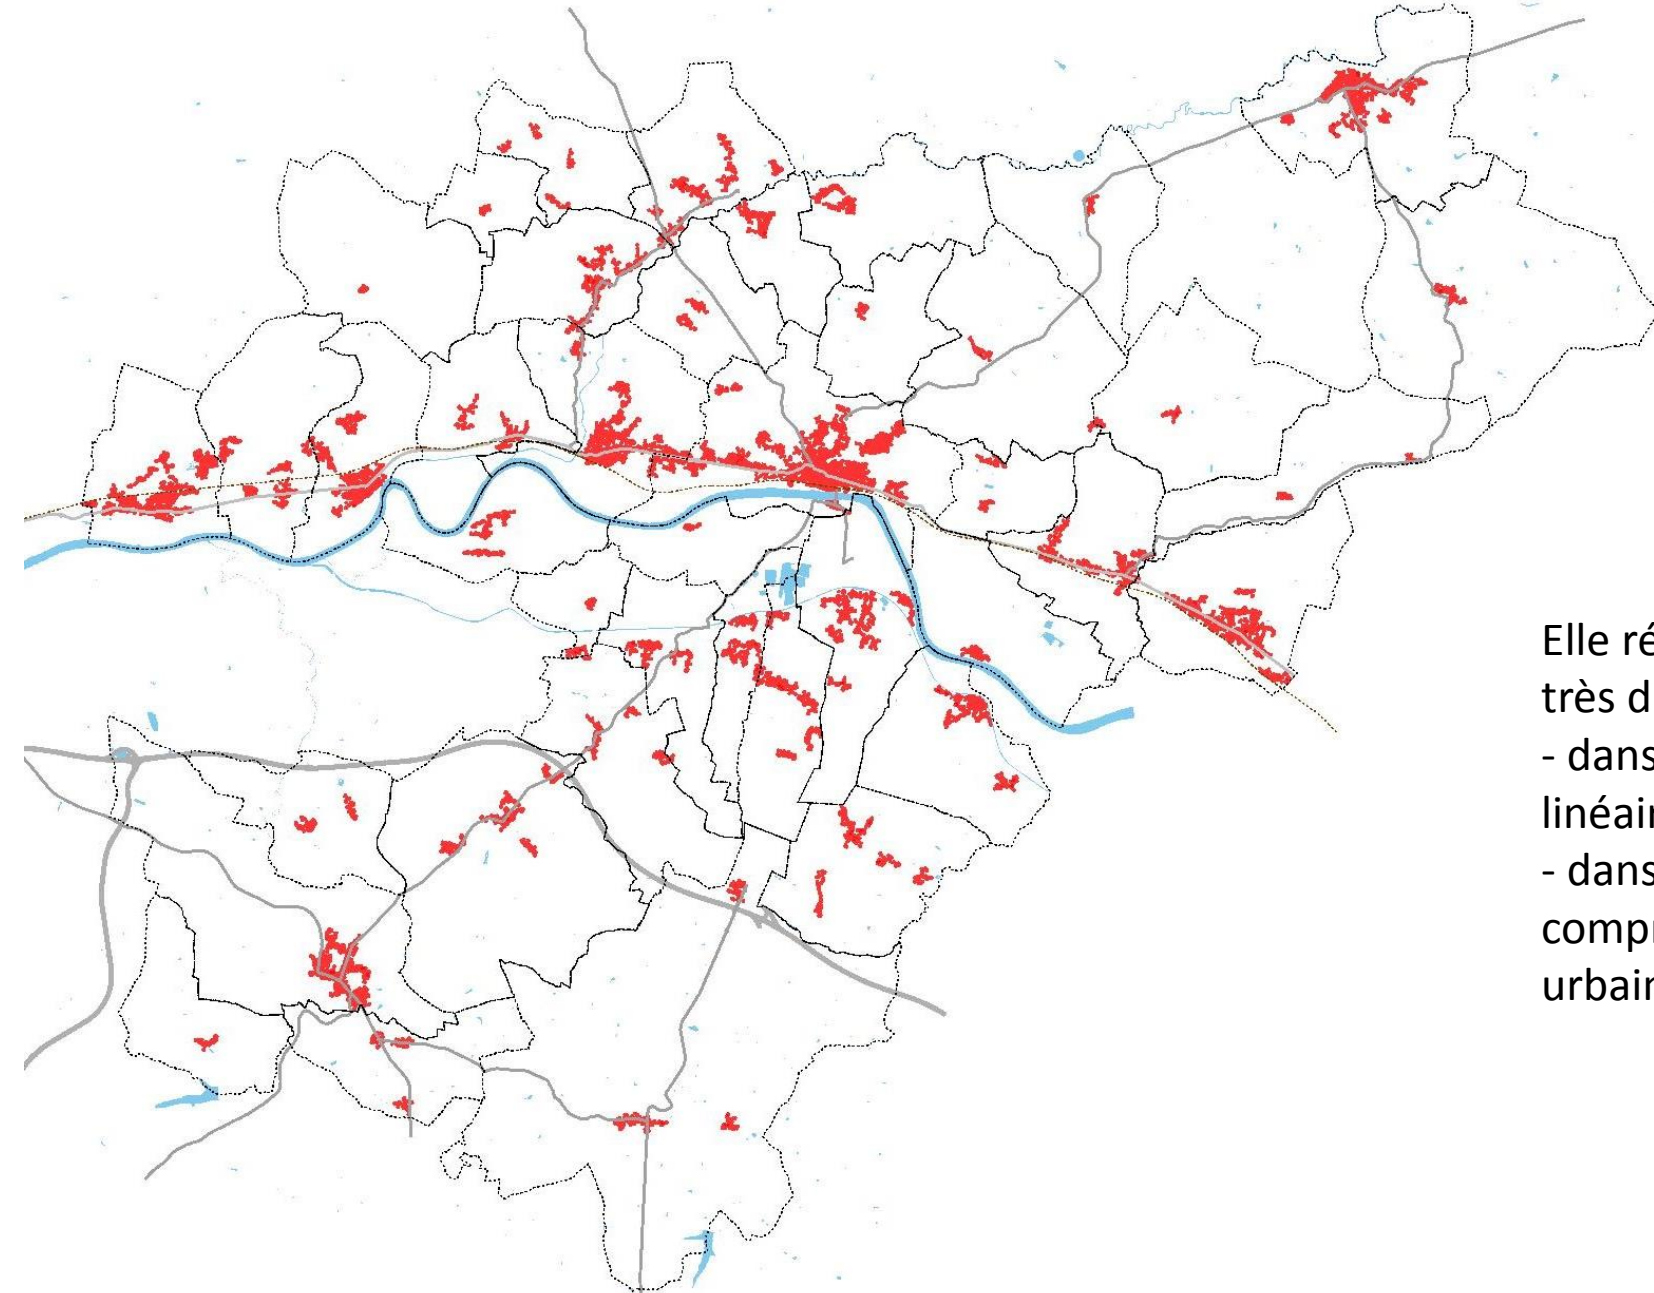 Elle ré
très d
- dans
linéair
- dans
compr
urbain